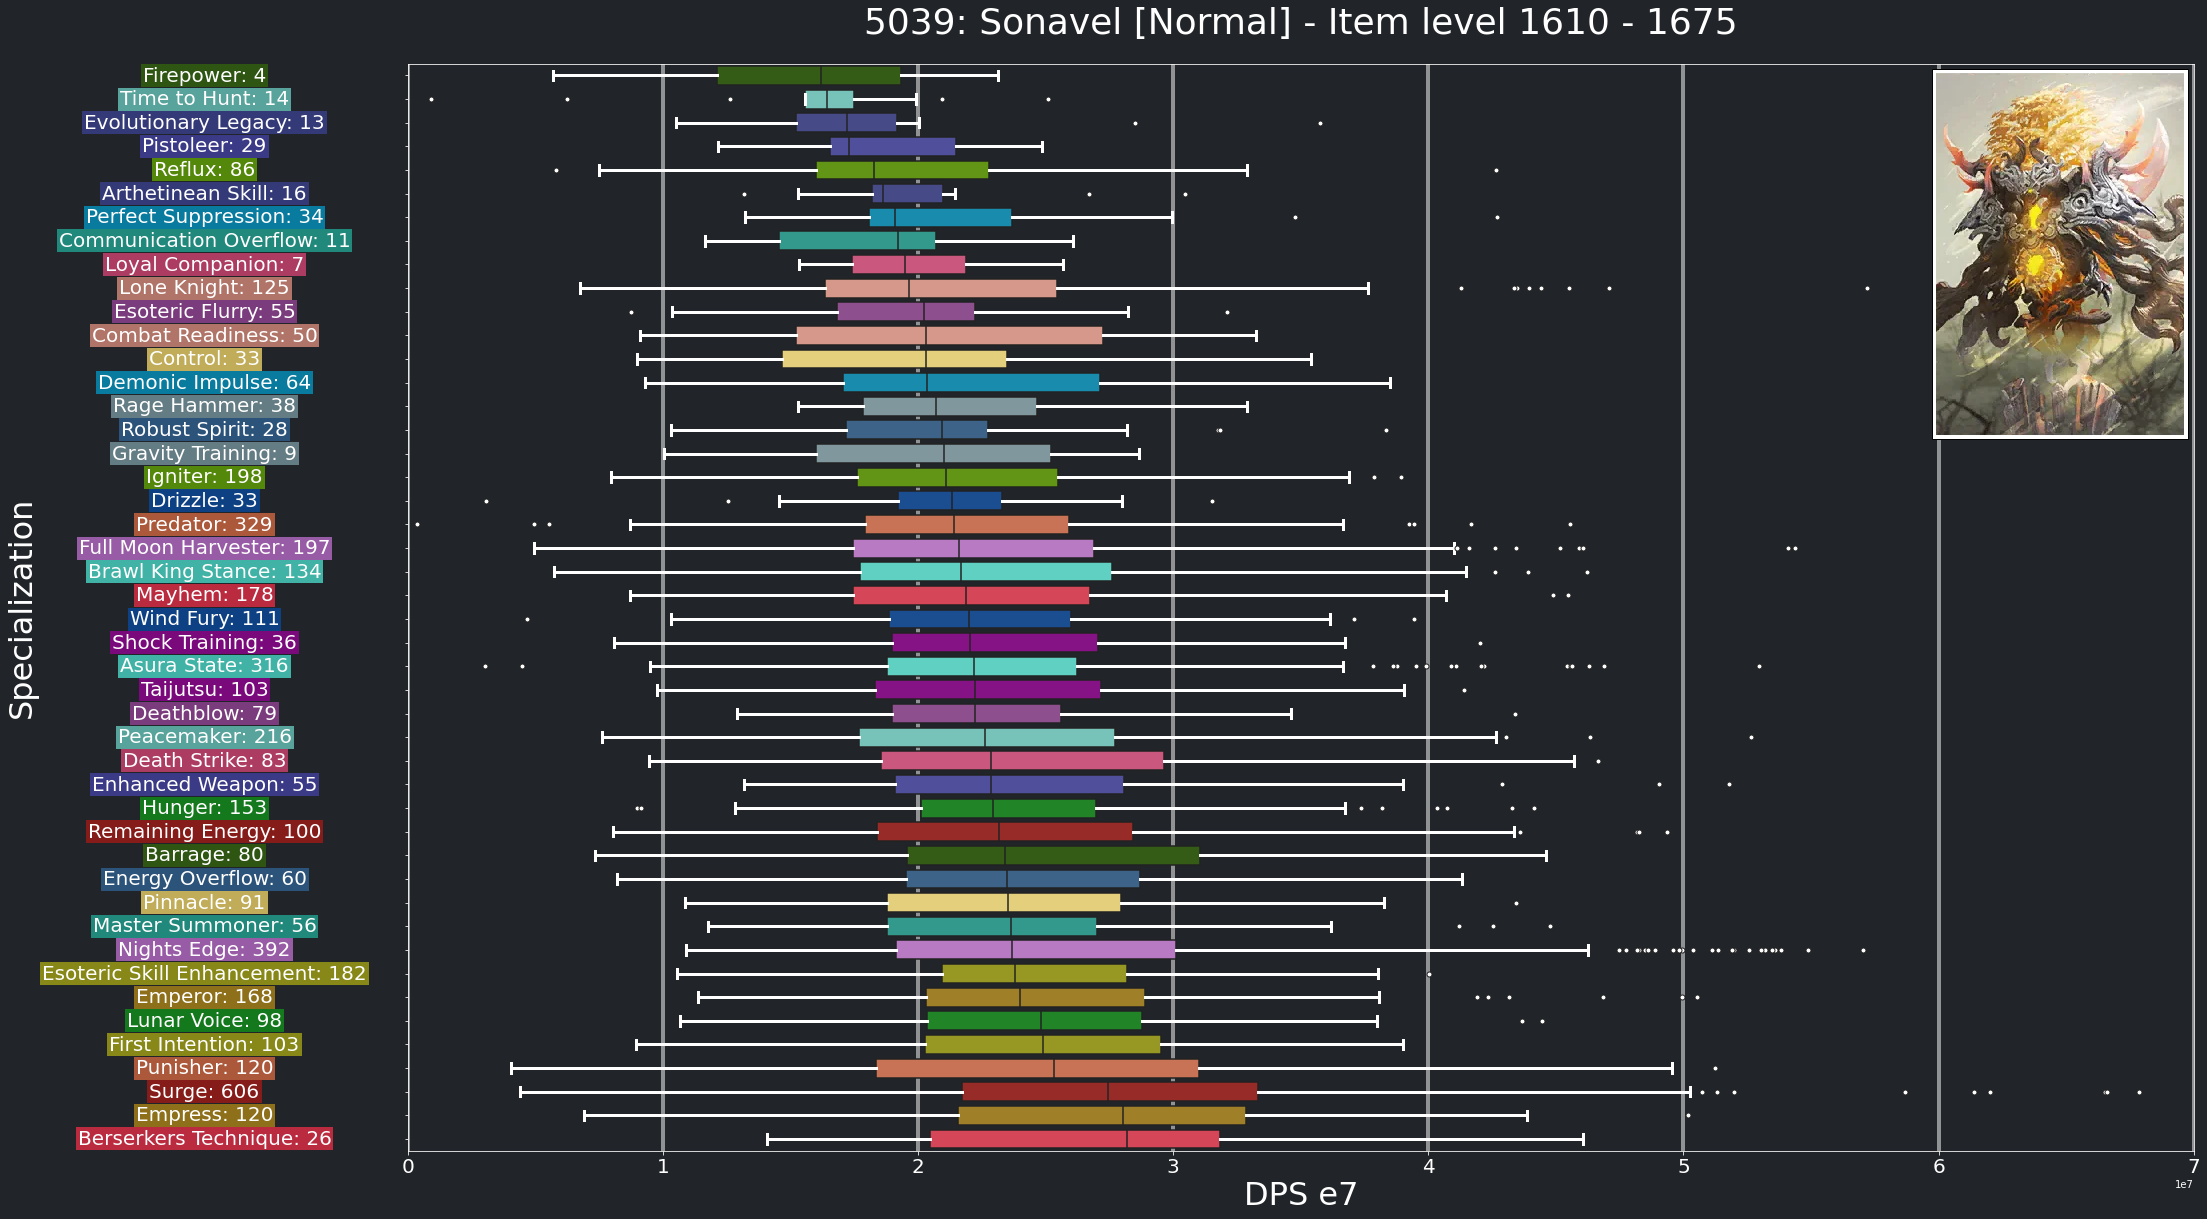 5039: Sonavel [Normal] - Item level 1610 - 1675
Firepower: 4
Time to Hunt: 14
Evolutionary Legacy: 13
Pistoleer: 29
Reflux: 86
Arthetinean Skill: 16
Perfect Suppression: 34
Communication Overflow: 11
Loyal Companion: 7
Lone Knight: 125
Esoteric Flurry: 55
Combat Readiness: 50
Control: 33
Demonic Impulse: 64
Rage Hammer: 38
Robust Spirit: 28
Gravity Training: 9
Igniter: 198
Drizzle: 33
Predator: 329
Full Moon Harvester: 197
Brawl King Stance: 134
Mayhem: 178
Wind Fury: 111
Shock Training: 36
Asura State: 316
Taijutsu: 103
Deathblow: 79
Peacemaker: 216
Death Strike: 83
Enhanced Weapon: 55
Hunger: 153
Remaining Energy: 100
Barrage: 80
Energy Overflow: 60
Pinnacle: 91
Master Summoner: 56
Nights Edge: 392
Esoteric Skill Enhancement: 182
Emperor: 168
Lunar Voice: 98
First Intention: 103
Punisher: 120
Surge: 606
Empress: 120
Berserkers Technique: 26
Specialization
0 1 2 3 4 5 6 7
DPS e7
1e7